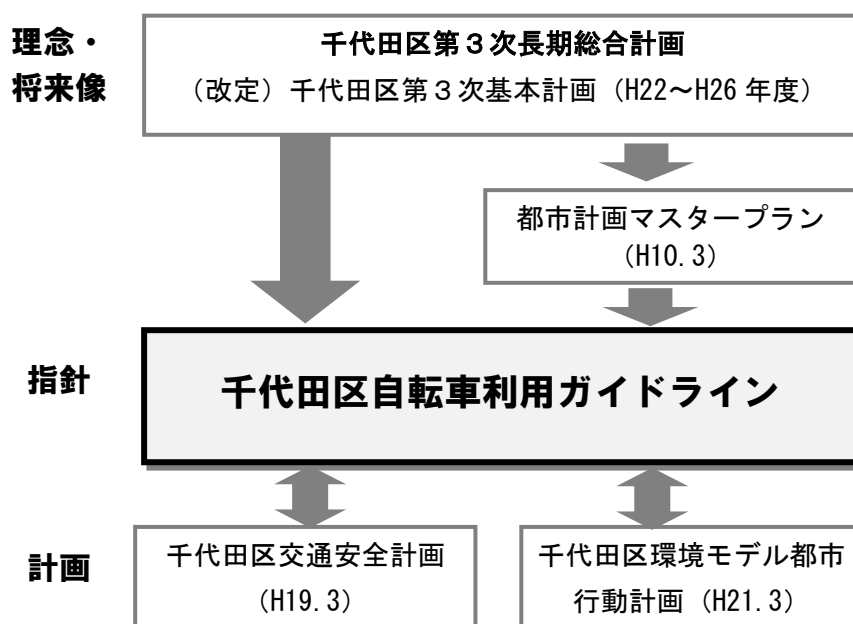 理念・
将来像
千代田区第３次長期総合計画
（改定）千代田区第３次基本計画（H22～H26 年度）
都市計画マスタープラン
（H10.3）
指針
千代田区自転車利用ガイドライン
計画
千代田区交通安全計画
（H19.3）
千代田区環境モデル都市
行動計画（H21.3）